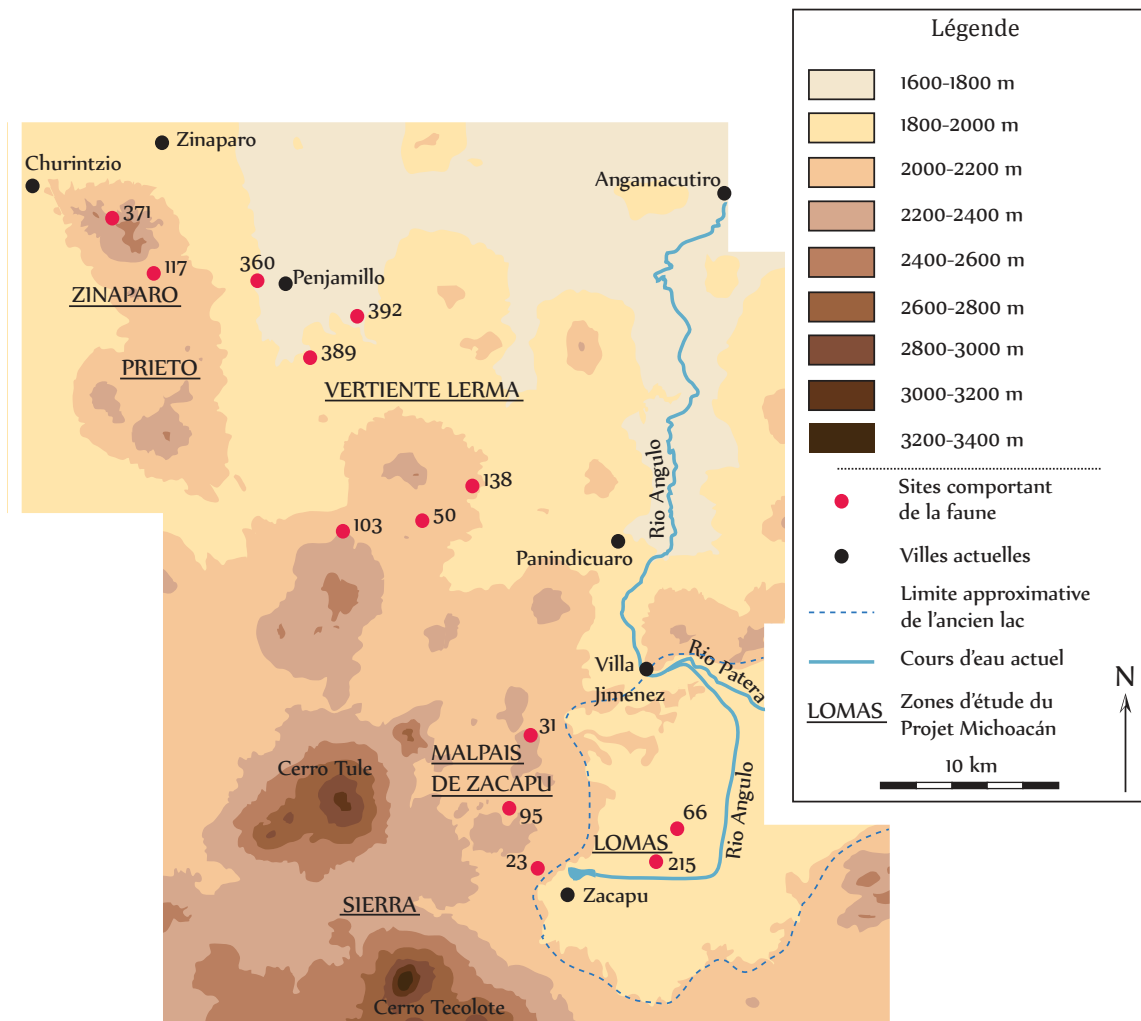 Légende
1600-1800 m
1800-2000 m
2000-2200 m
2200-2400 m
2400-2600 m
2600-2800 m
2800-3000 m
3000-3200 m
3200-3400 m
Sites comportant
de la faune
Villes actuelles
Limite approximative
de l'ancien lac
Cours d'eau actuel
LOMAS
Zones d'étude du
Projet Michoacán
N
10 km
Zinaparo
Churintzio
Angamacutiro
371
117
ZINAPARO
360
Penjamillo
392
389
PRIETO
VERTIENTE LERMA
138
50
103
Rio Angulo
Panindicuaro
Villa
Jiménez
Rio Patera
31
MALPAIS
DE ZACAPU
Cerro Tule
95
66
LOMAS
Rio Angulo
23
215
Zacapu
SIERRA
Cerro Tecolote